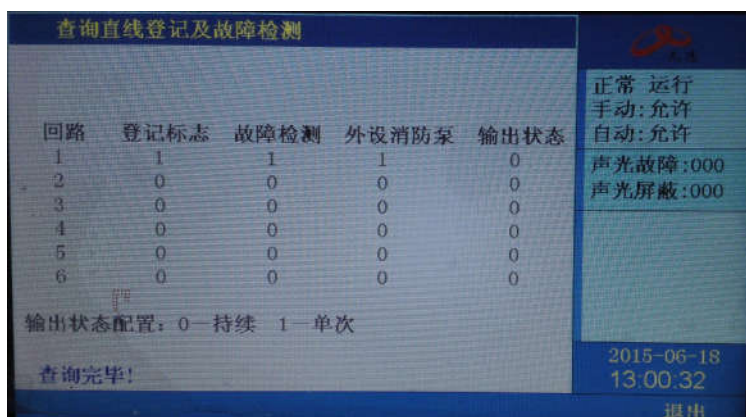 查询直线登记及故障检测
回路 登记标志 故障检测 外设消防泵 输出状态
1 1 1 1 0
2 0 0 0 0
3 0 0 0 0
4 0 0 0 0
5 0 0 0 0
6 0 0 0 0
输出状态配置：0—持续 1—单次
查询完毕!
正常 运行
手动:允许
自动:允许
声光故障:000
声光屏蔽:000
2015-06-18
13:00:32
退出